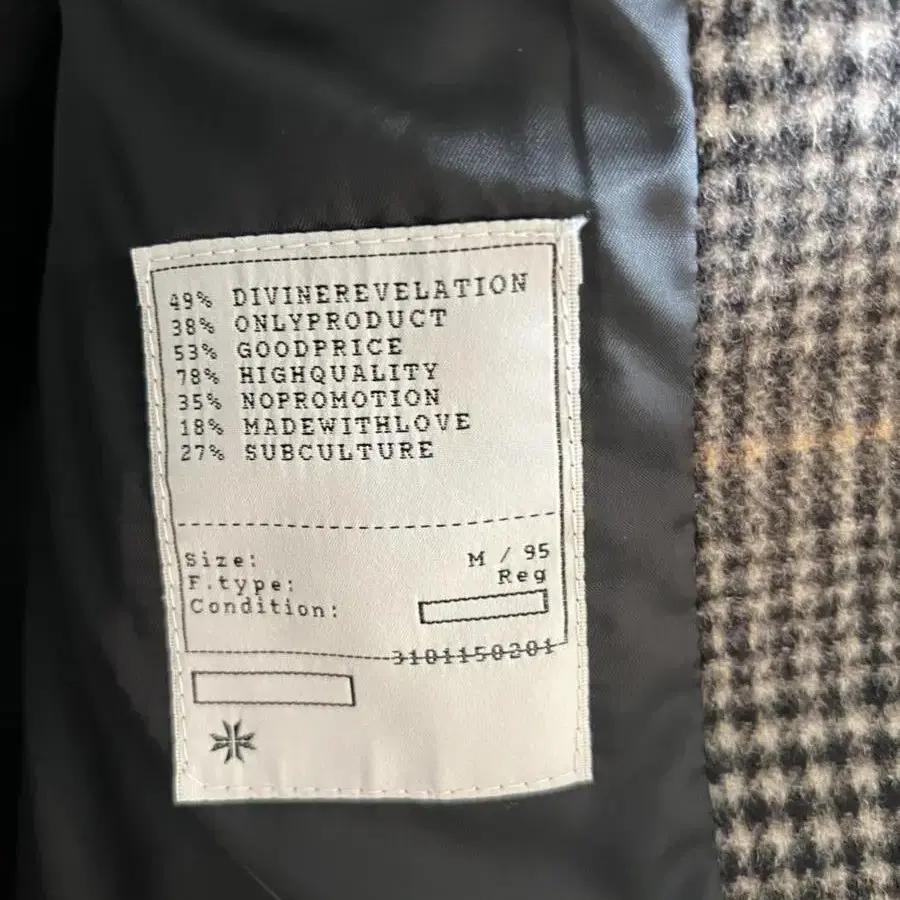 49% DIVINEREVELATION
38% ONLYPRODUCT
53% GOODPRICE
78% HIGHQUALITY
35% NOPROMOTION
18% MADEWITHLOVE
27% SUBCULTURE
Size: M / 95
F.type: Reg
Condition:
3101150201